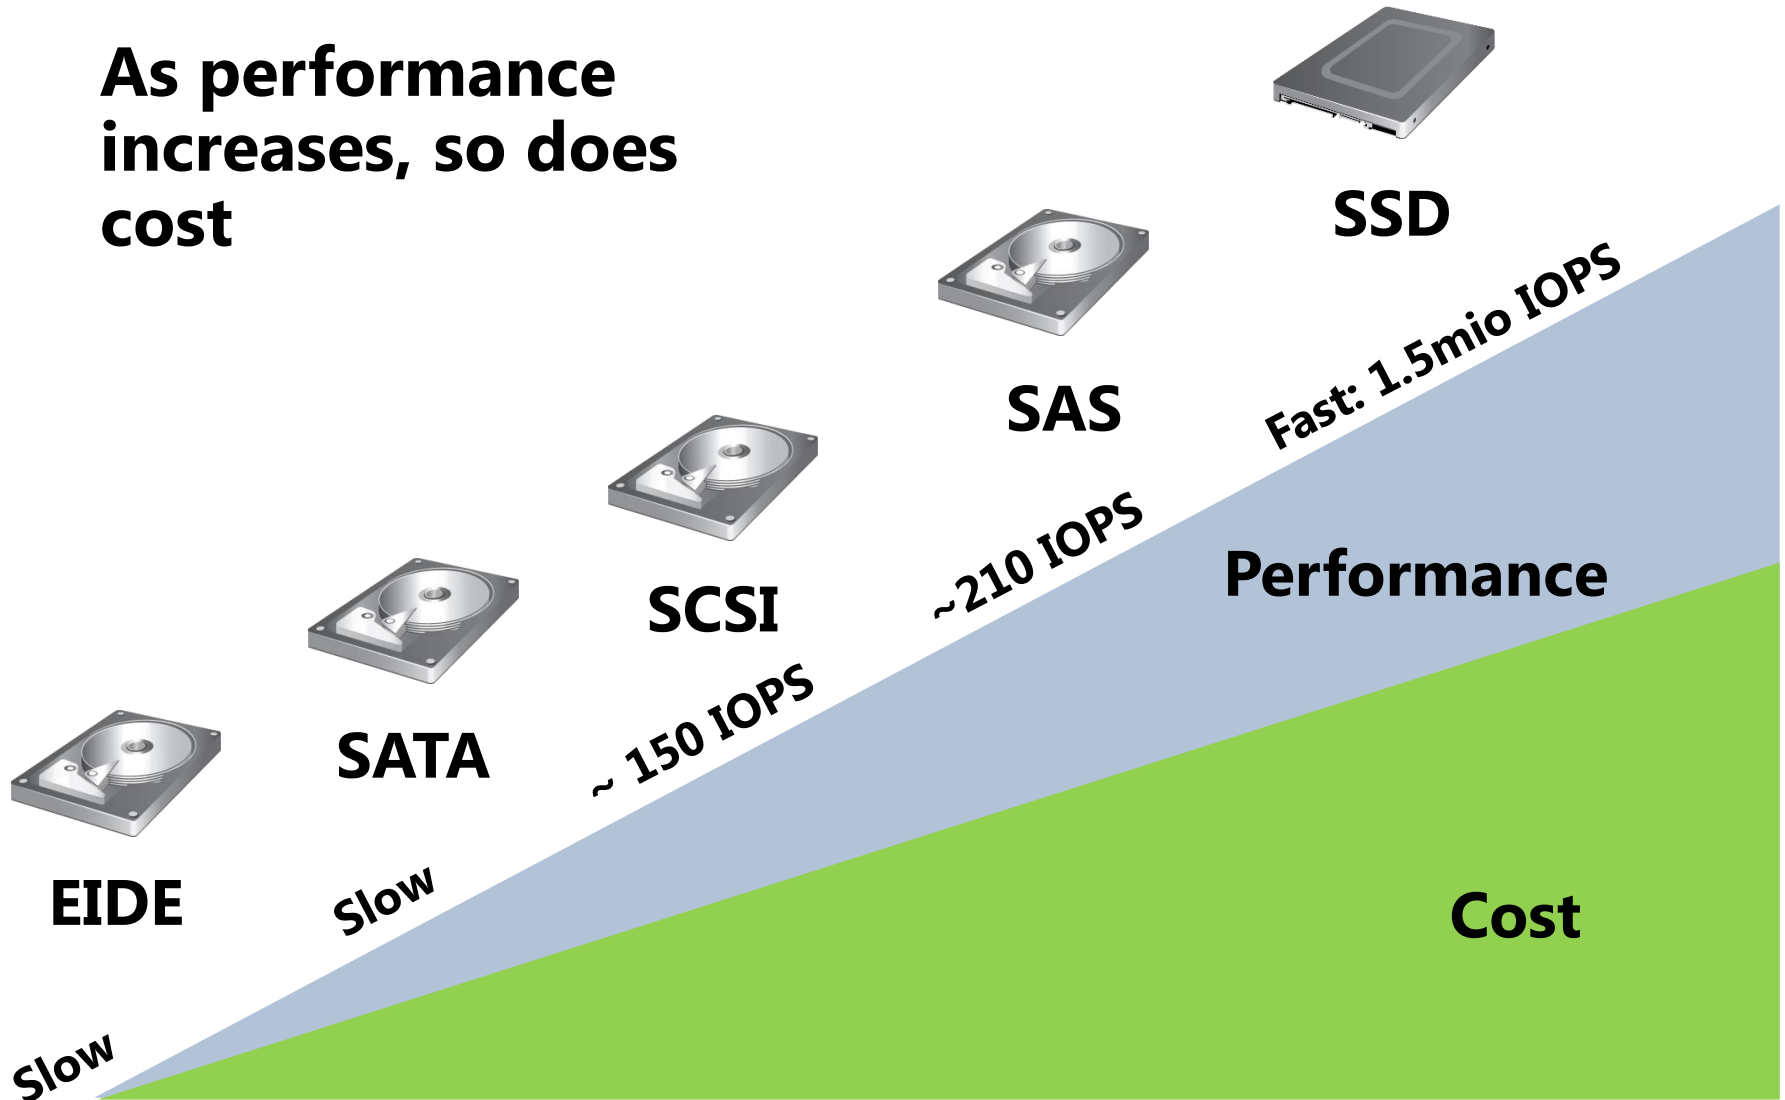 As performance
increases, so does
cost
SSD
SAS
Fast: 1.5mio IOPS
SCSI
~210 IOPS
Performance
SATA
~ 150 IOPS
EIDE
Slow
Cost
Slow